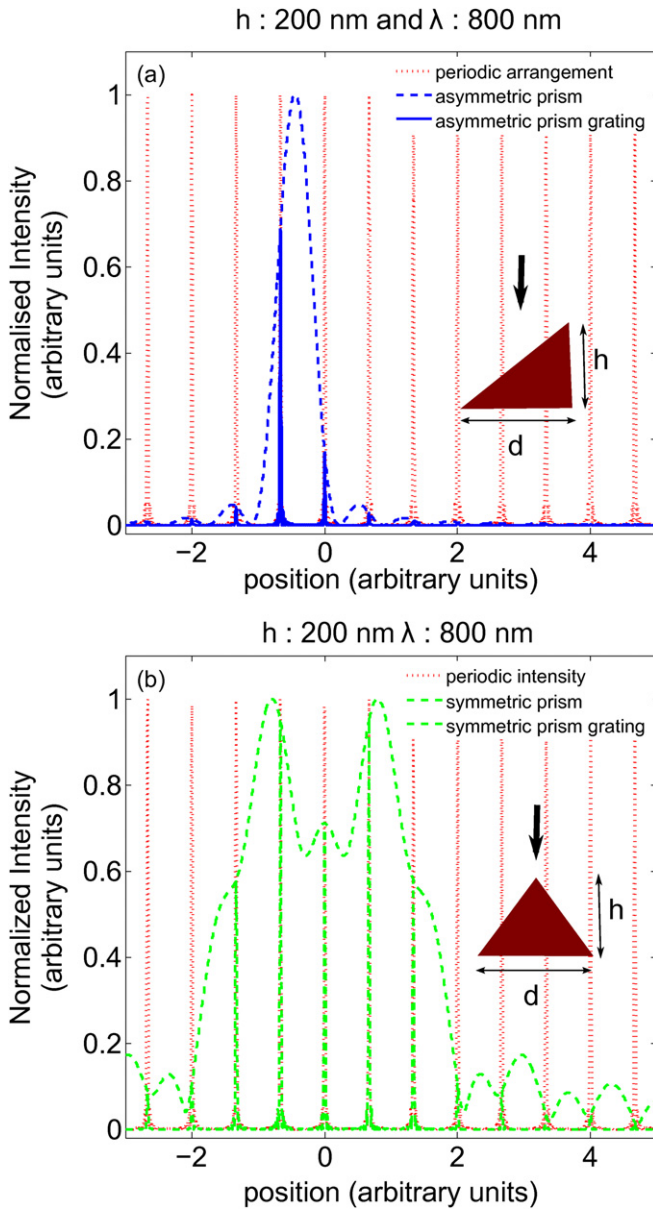 h : 200 nm and λ : 800 nm
(a)
periodic arrangement
asymmetric prism
asymmetric prism grating
1
0.8
0.6
0.4
0.2
0
Normalised Intensity
(arbitrary units)
h
d
−2 0 2 4
position (arbitrary units)
h : 200 nm λ : 800 nm
(b)
periodic intensity
symmetric prism
symmetric prism grating
1
0.8
0.6
0.4
0.2
0
Normalized Intensity
(arbitrary units)
h
d
−2 0 2 4
position (arbitrary units)